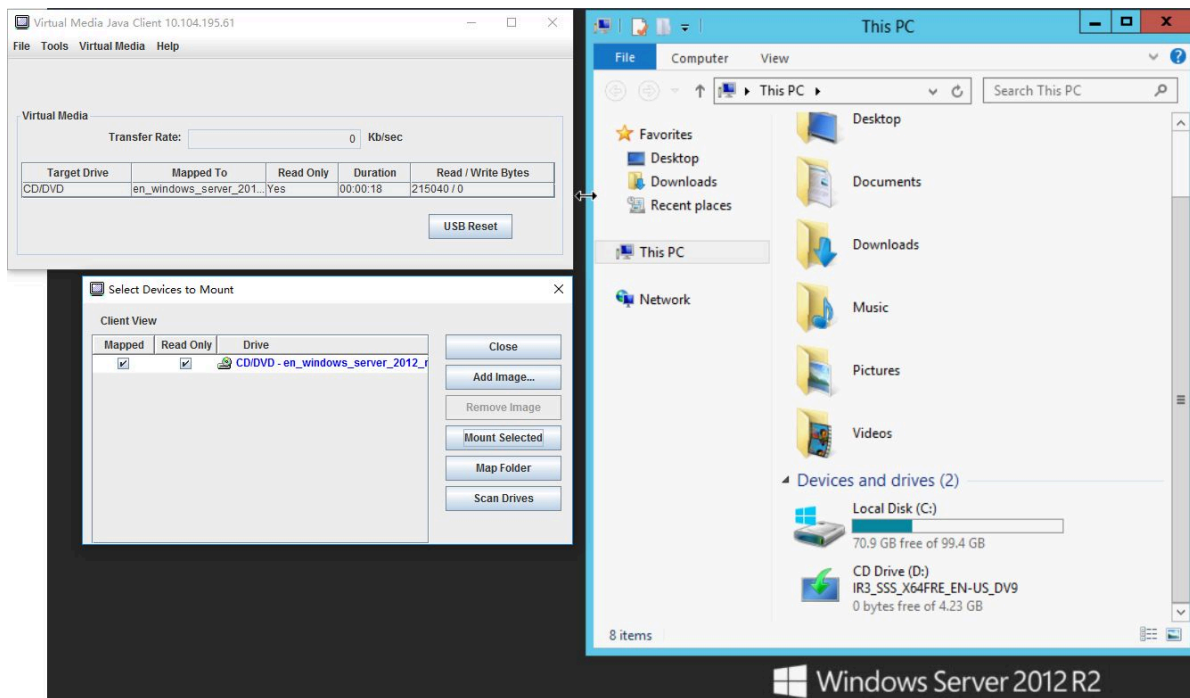 Virtual Media Java Client 10.104.195.61
File Tools Virtual Media Help
Virtual Media
Transfer Rate: 0 Kb/sec
Target Drive Mapped To Read Only Duration Read / Write Bytes
CD/DVD en_windows_server_201... Yes 00:00:18 215040 / 0
USB Reset
Select Devices to Mount
Client View
Mapped Read Only Drive
CD/DVD - en_windows_server_2012_r
Close
Add Image...
Remove Image
Mount Selected
Map Folder
Scan Drives
This PC
File Computer View
This PC
Search This PC
Favorites
Desktop
Downloads
Recent places
This PC
Network
Desktop
Documents
Downloads
Music
Pictures
Videos
Devices and drives (2)
Local Disk (C:)
70.9 GB free of 99.4 GB
CD Drive (D:)
IR3_SSS_X64FRE_EN-US_DV9
0 bytes free of 4.23 GB
8 items
Windows Server 2012 R2